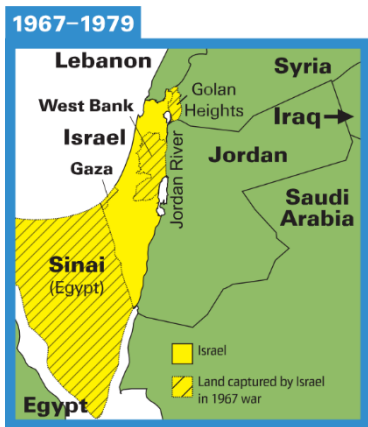 1967–1979
Lebanon
Syria
Golan
Heights
West Bank
Iraq
Israel
Jordan
Gaza
Jordan River
Saudi
Arabia
Sinai
(Egypt)
Israel
Land captured by Israel
in 1967 war
Egypt